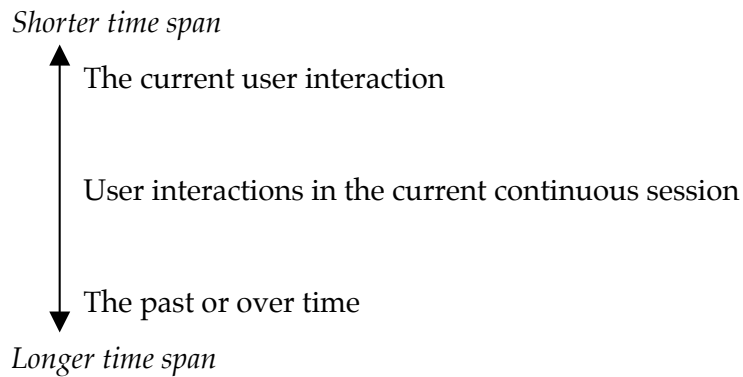 Shorter time span
The current user interaction
User interactions in the current continuous session
The past or over time
Longer time span